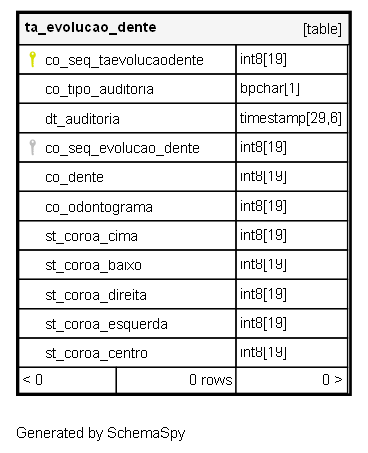 ta_evolucao_dente [table]
co_seq_taevolucaodente int8[19]
co_tipo_auditoria bpchar[1]
dt_auditoria timestamp[29,6]
co_seq_evolucao_dente int8[19]
co_dente int8[19]
co_odontograma int8[19]
st_coroa_cima int8[19]
st_coroa_baixo int8[19]
st_coroa_direita int8[19]
st_coroa_esquerda int8[19]
st_coroa_centro int8[19]
< 0 0 rows 0 >
Generated by SchemaSpy